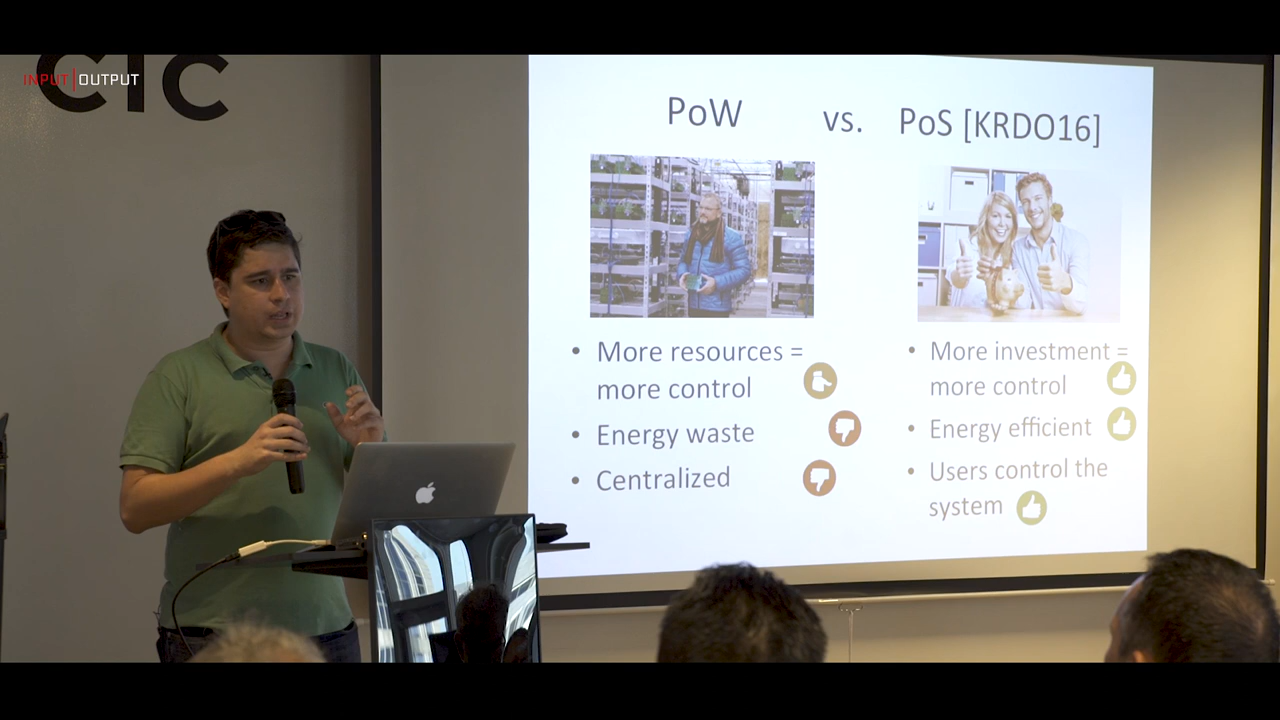 CIC
INPUT|OUTPUT
PoW vs. PoS [KRDO16]
• More resources =
more control
• Energy waste
• Centralized
• More investment =
more control
• Energy efficient
• Users control the
system